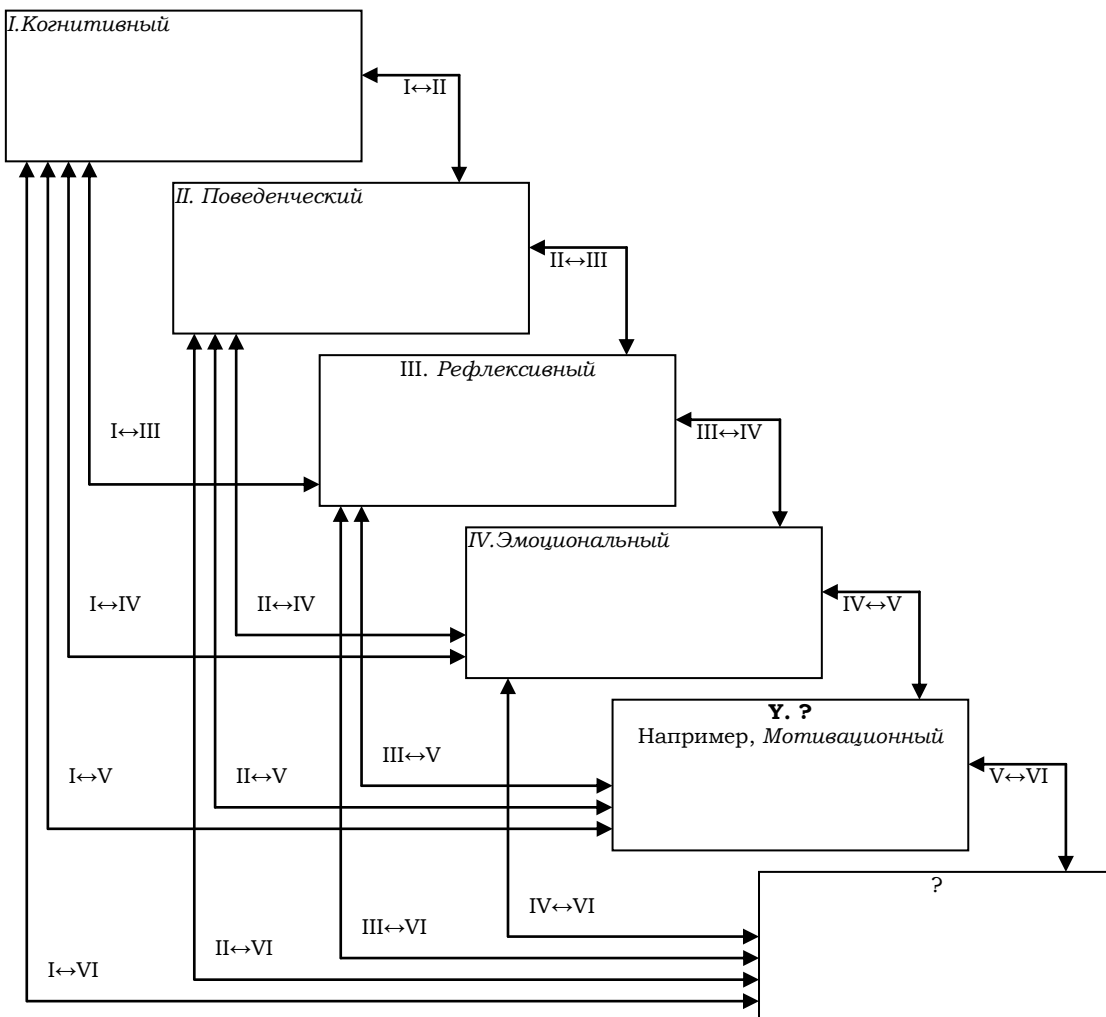 I.Когнитивный
I↔II
II. Поведенческий
II↔III
III. Рефлексивный
I↔III
III↔IV
IV.Эмоциональный
I↔IV
II↔IV
IV↔V
Y. ?
Например, Мотивационный
III↔V
I↔V
II↔V
V↔VI
?
IV↔VI
III↔VI
II↔VI
I↔VI